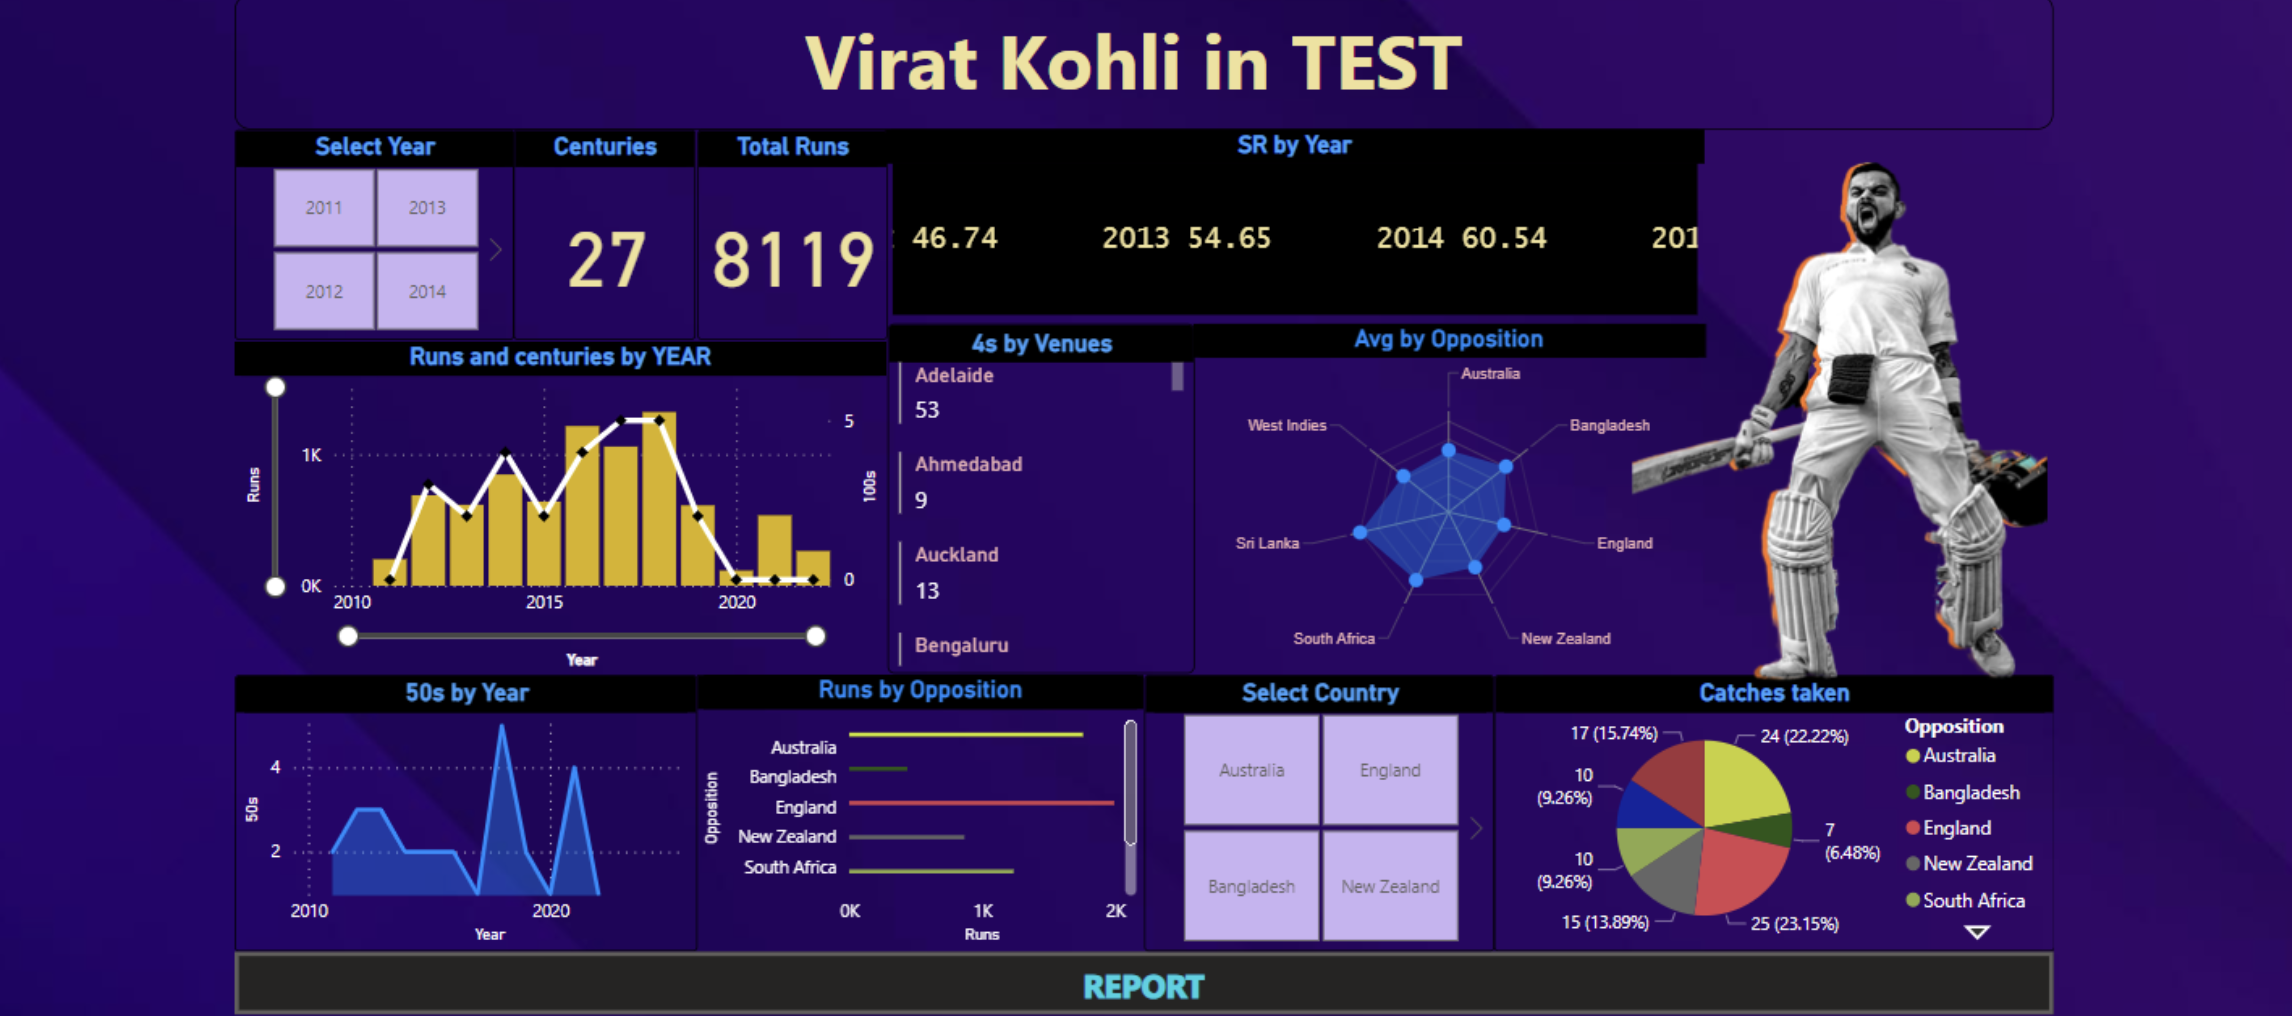 Virat Kohli in TEST
Select Year
2011
2013
2012
2014
Centuries
27
Total Runs
8119
SR by Year
: 46.74 2013 54.65 2014 60.54 201
Runs and centuries by YEAR
Runs
1K
0K
5
0
100s
2010 2015 2020
Year
4s by Venues
Adelaide
53
Ahmedabad
9
Auckland
13
Bengaluru
Avg by Opposition
Australia
West Indies
Bangladesh
Sri Lanka
England
South Africa
New Zealand
50s by Year
50s
4
2
2010 2020
Year
Runs by Opposition
Opposition
Australia
Bangladesh
England
New Zealand
South Africa
0K 1K 2K
Runs
Select Country
Australia
England
Bangladesh
New Zealand
Catches taken
17 (15.74%)
24 (22.22%)
10
(9.26%)
7
(6.48%)
10
(9.26%)
15 (13.89%)
25 (23.15%)
Opposition
Australia
Bangladesh
England
New Zealand
South Africa
REPORT